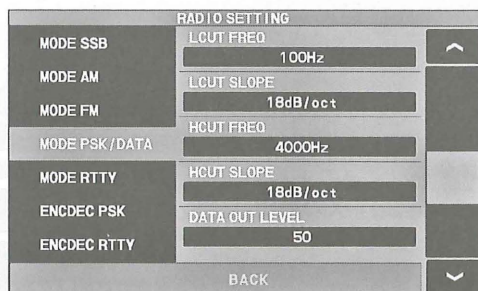 RADIO SETTING
MODE SSB
MODE AM
MODE FM
MODE PSK/DATA
MODE RTTY
ENCDEC PSK
ENCDEC RTTY
LCUT FREQ
100Hz
LCUT SLOPE
18dB/oct
HCUT FREQ
4000Hz
HCUT SLOPE
18dB/oct
DATA OUT LEVEL
50
BACK